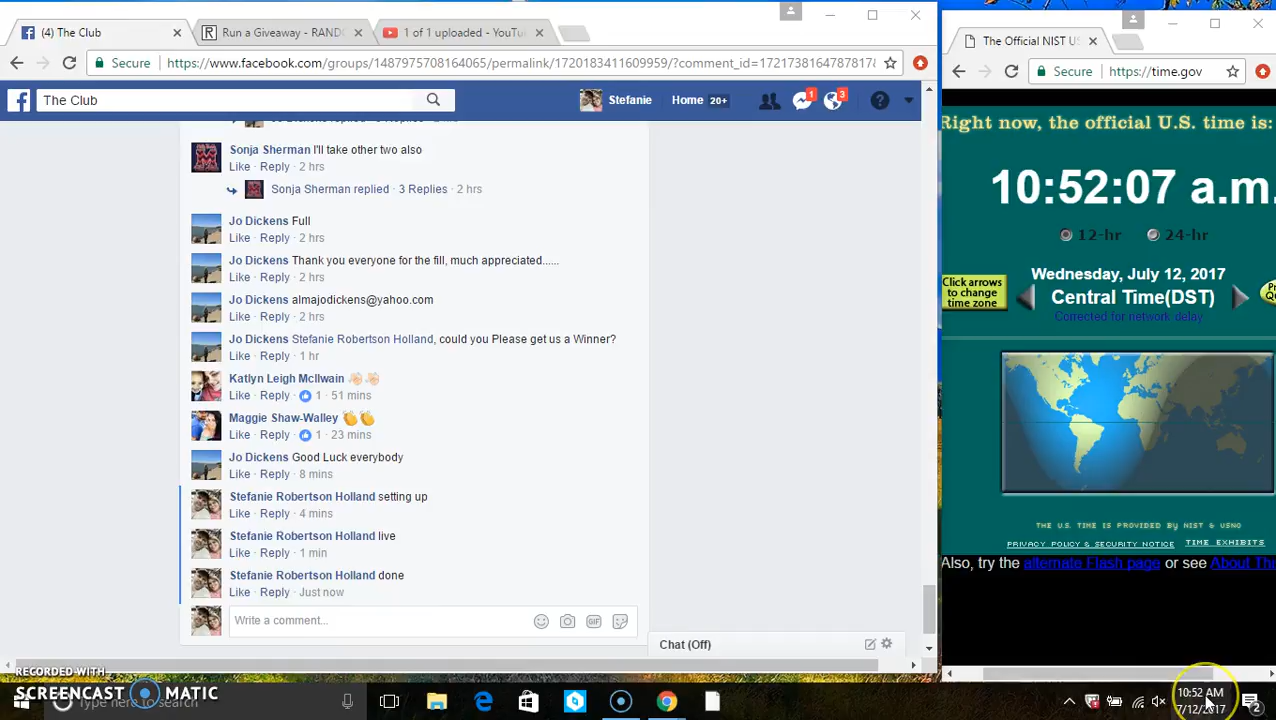 (4) The Club
Run a Giveaway - RAND
1 of 1 uploaded - YouTu
Secure
https://www.facebook.com/groups/1487975708164065/permalink/1720183411609959/?comment_id=1721738164787817
The Club
Stefanie
Home 20+
1
3
Sonja Sherman I'll take other two also
Like · Reply · 2 hrs
Sonja Sherman replied · 3 Replies · 2 hrs
Jo Dickens Full
Like · Reply · 2 hrs
Jo Dickens Thank you everyone for the fill, much appreciated......
Like · Reply · 2 hrs
Jo Dickens almajodickens@yahoo.com
Like · Reply · 2 hrs
Jo Dickens Stefanie Robertson Holland, could you Please get us a Winner?
Like · Reply · 1 hr
Katlyn Leigh McIlwain 👏🏻👏🏻
Like · Reply · 1 · 51 mins
Maggie Shaw-Walley 👏👏
Like · Reply · 1 · 23 mins
Jo Dickens Good Luck everybody
Like · Reply · 8 mins
Stefanie Robertson Holland setting up
Like · Reply · 4 mins
Stefanie Robertson Holland live
Like · Reply · 1 min
Stefanie Robertson Holland done
Like · Reply · Just now
Write a comment...
GIF
Chat (Off)
The Official NIST US
Secure
https://time.gov
Right now, the official U.S. time is:
10:52:07 a.m.
12-hr 24-hr
Wednesday, July 12, 2017
Central Time(DST)
Corrected for network delay
Click arrows
to change
time zone
THE U.S. TIME IS PROVIDED BY NIST & USNO
PRIVACY POLICY & SECURITY NOTICE TIME EXHIBITS
Also, try the alternate Flash page or see About Thi
RECORDED WITH
SCREENCAST MATIC
here to search
10:52 AM
7/12/2017
2